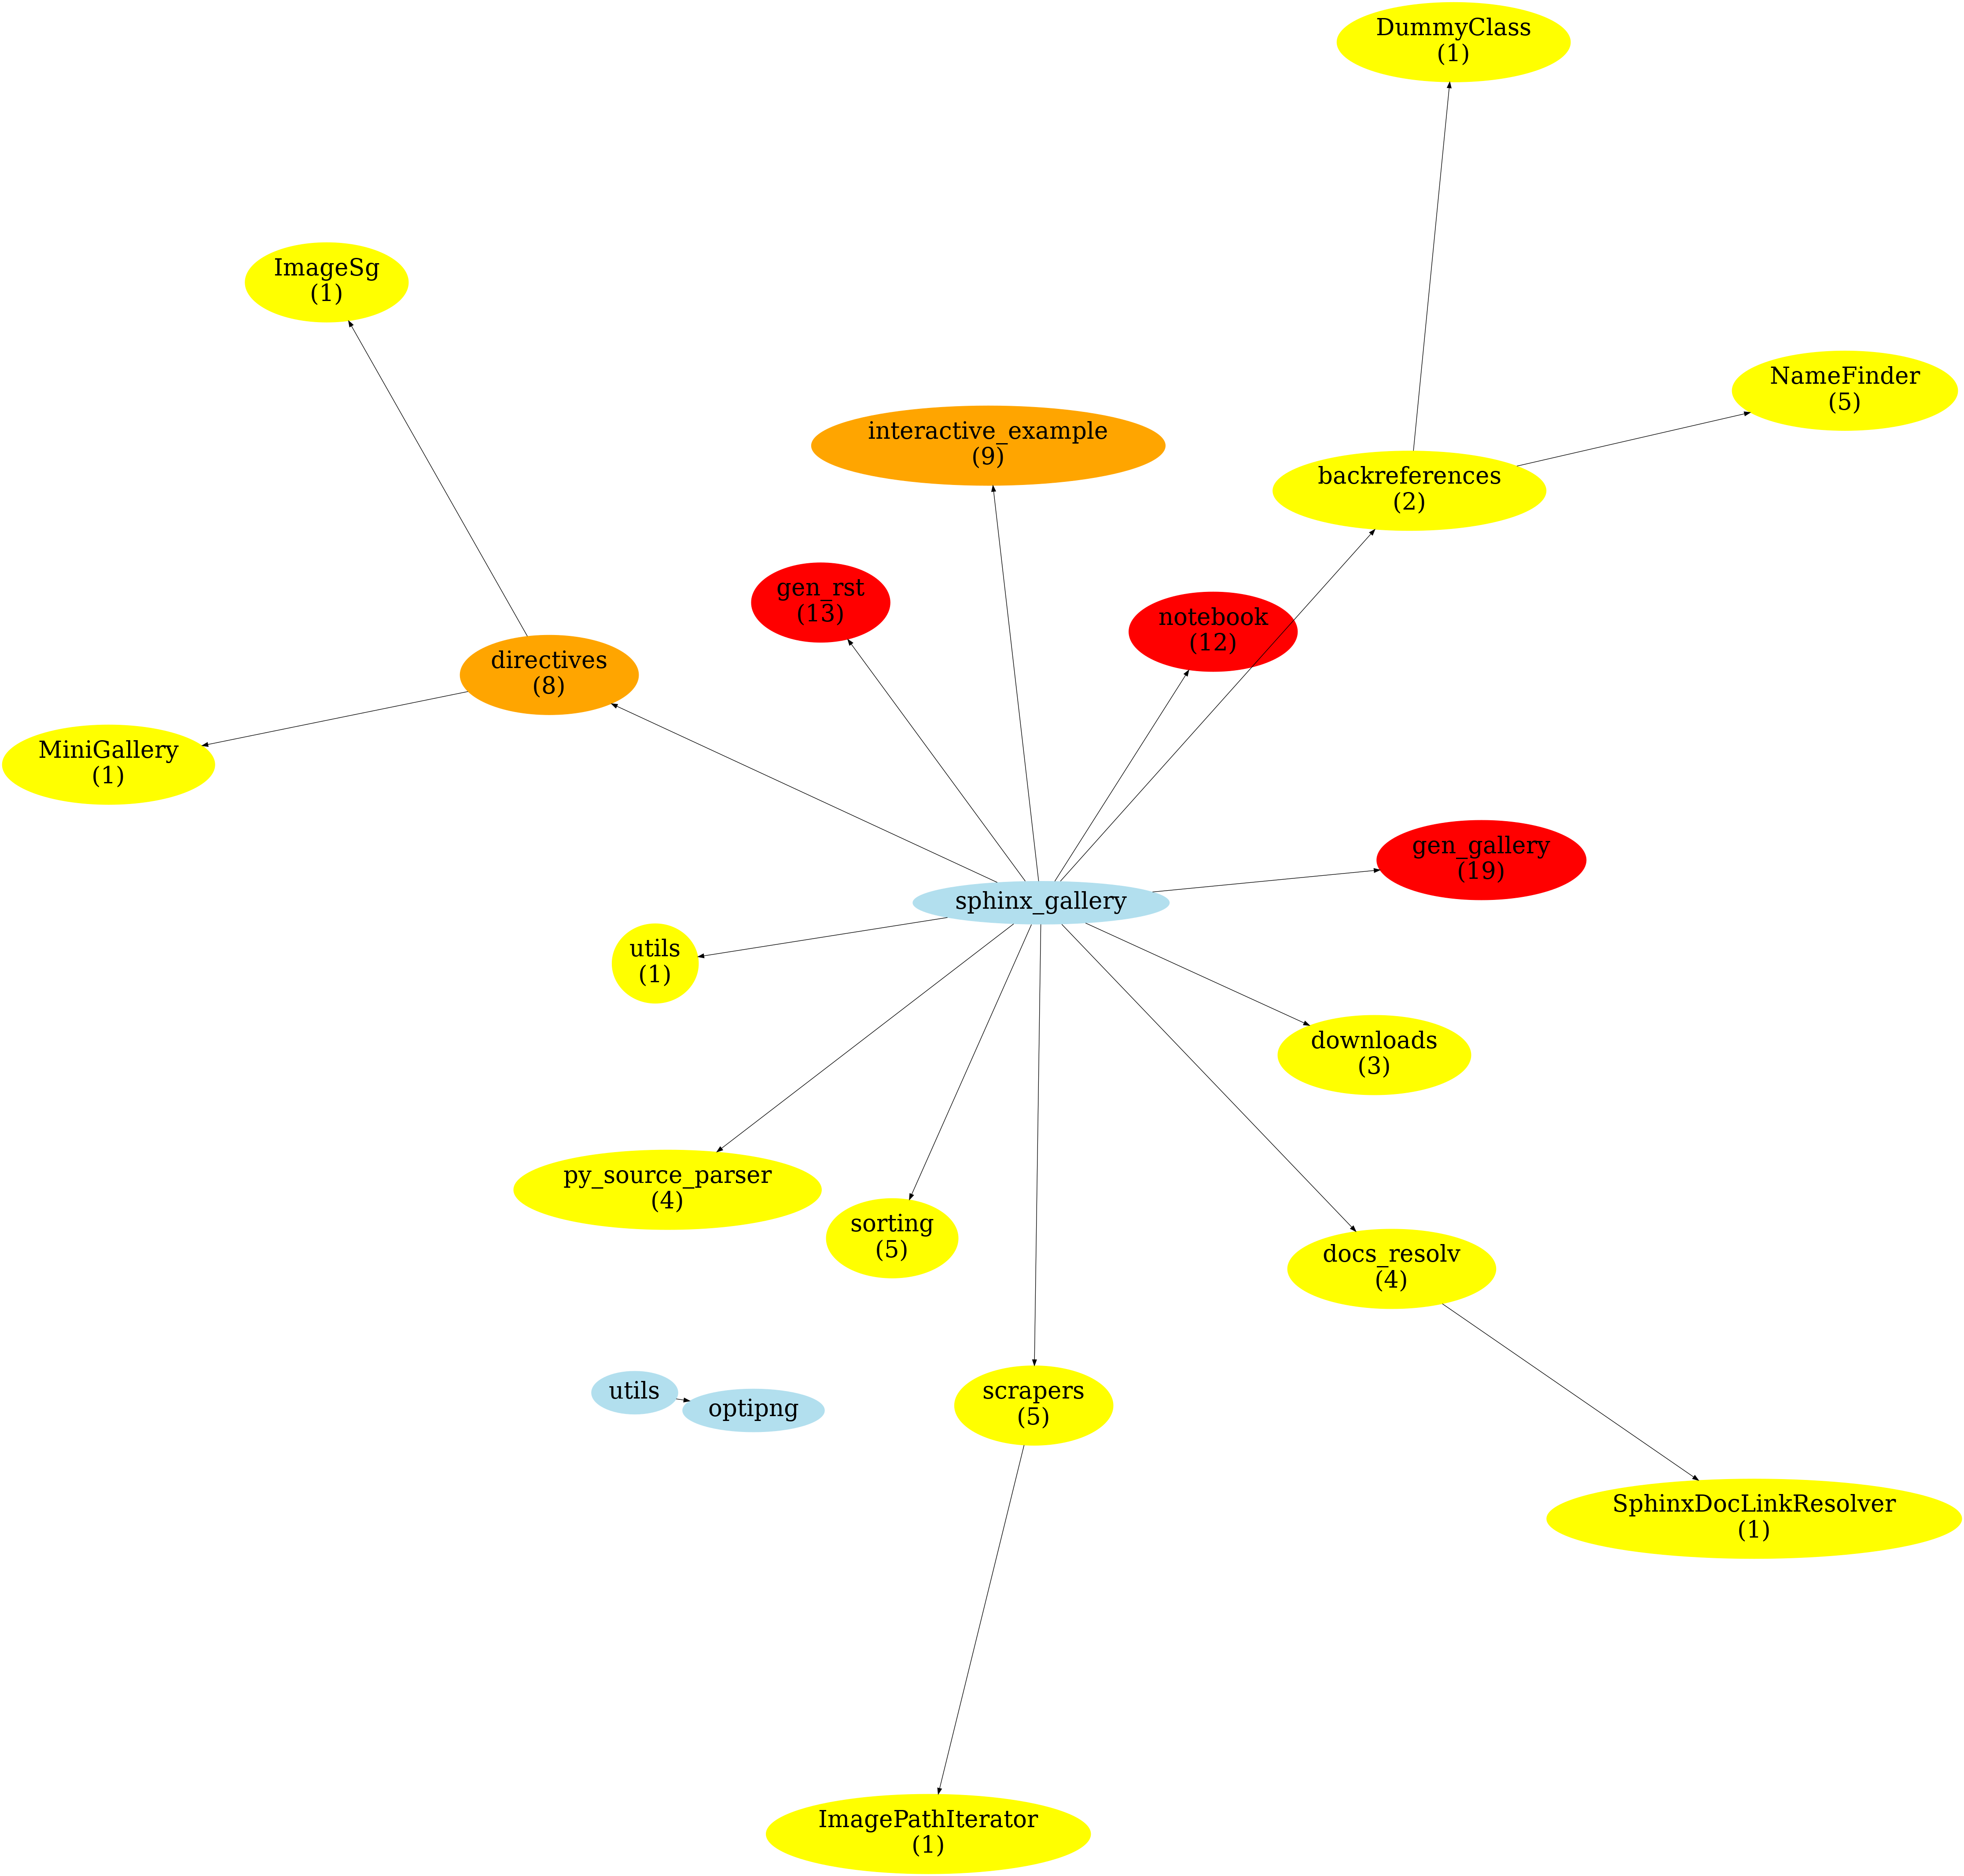 DummyClass
(1)
ImageSg
(1)
NameFinder
(5)
interactive_example
(9)
backreferences
(2)
gen_rst
(13)
notebook
(12)
directives
(8)
MiniGallery
(1)
gen_gallery
(19)
sphinx_gallery
utils
(1)
downloads
(3)
py_source_parser
(4)
sorting
(5)
docs_resolv
(4)
utils
optipng
scrapers
(5)
SphinxDocLinkResolver
(1)
ImagePathIterator
(1)